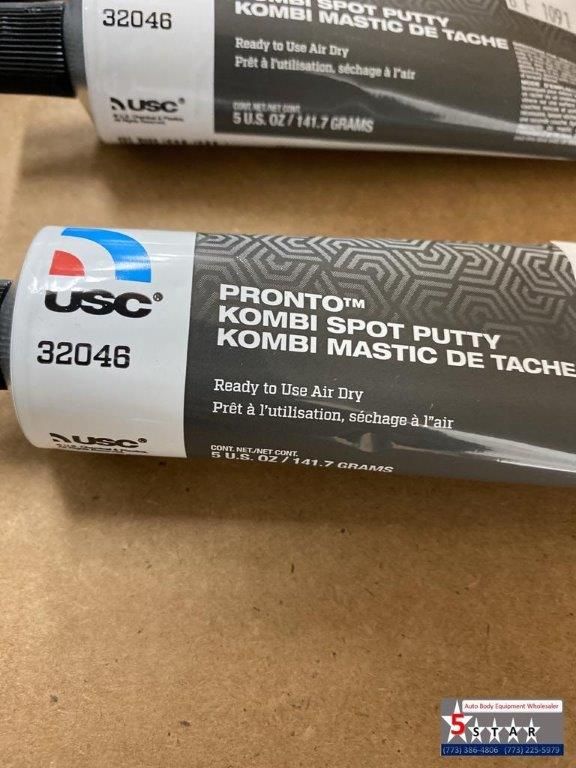 32046
KOMBI SPOT PUTTY
KOMBI MASTIC DE TACHE
Ready to Use Air Dry
Prêt à l'utilisation, séchage à l"air
USC®
CONT. NET./NET CONT.
5 U.S. OZ / 141.7 GRAMS
USC®
32046
USC®
PRONTO™
KOMBI SPOT PUTTY
KOMBI MASTIC DE TACHE
Ready to Use Air Dry
Prêt à l'utilisation, séchage à l"air
CONT. NET./NET CONT.
5 U.S. OZ / 141.7 GRAMS
Auto Body Equipment Wholesaler
5 STAR
(773) 386-4806 (773) 225-5979